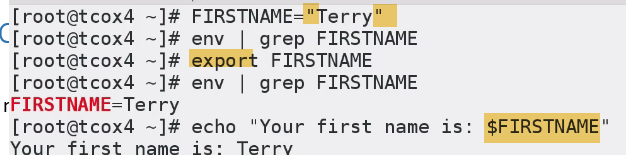 [root@tcox4 ~]# FIRSTNAME="Terry"
[root@tcox4 ~]# env | grep FIRSTNAME
[root@tcox4 ~]# export FIRSTNAME
[root@tcox4 ~]# env | grep FIRSTNAME
FIRSTNAME=Terry
[root@tcox4 ~]# echo "Your first name is: $FIRSTNAME"
Your first name is: Terry